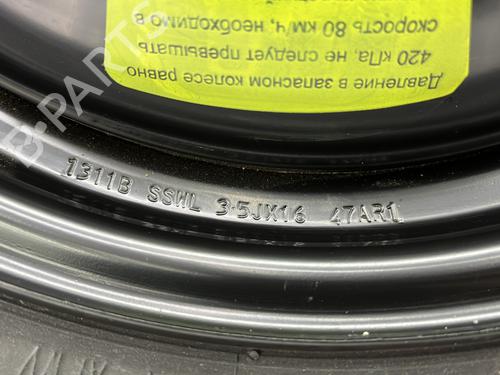 Давление в запасном колесе равно
420 кПа, не следует превышать
скорость 80 км/ч, необходимо в
1311B SSWL 3·5JX16 47AR1
B-PARTS